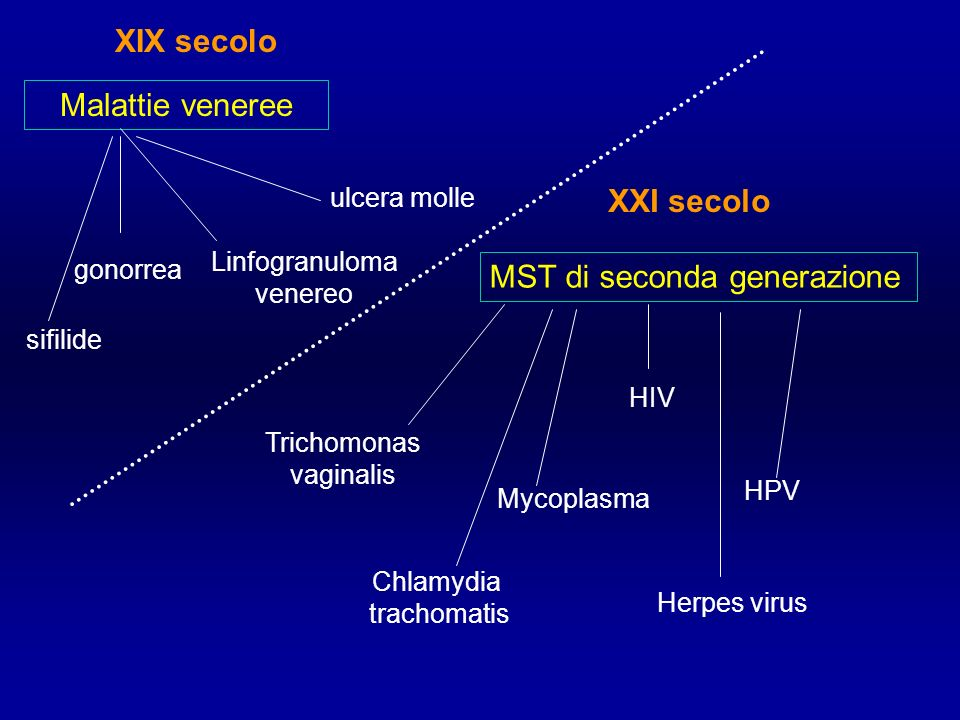 XIX secolo
Malattie veneree
ulcera molle
Linfogranuloma
venereo
gonorrea
sifilide
XXI secolo
MST di seconda generazione
HIV
Trichomonas
vaginalis
Mycoplasma
HPV
Chlamydia
trachomatis
Herpes virus